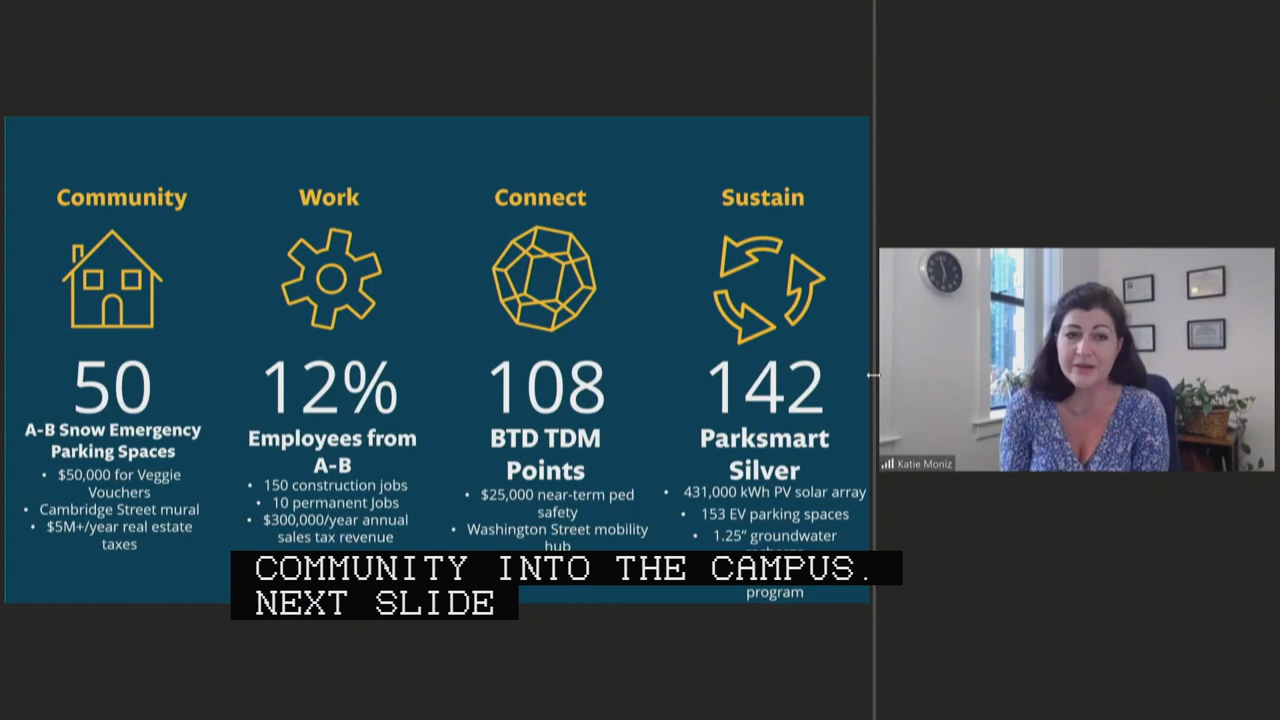 Community
50
A-B Snow Emergency
Parking Spaces
• $50,000 for Veggie
Vouchers
• Cambridge Street mural
• $5M+/year real estate
taxes
Work
12%
Employees from
A-B
• 150 construction jobs
• 10 permanent Jobs
• $300,000/year annual
sales tax revenue
Connect
108
BTD TDM
Points
• $25,000 near-term ped
safety
• Washington Street mobility
hub
Sustain
142
Parksmart
Silver
• 431,000 kWh PV solar array
• 153 EV parking spaces
• 1.25” groundwater
program
COMMUNITY INTO THE CAMPUS.
NEXT SLIDE
Katie Moniz